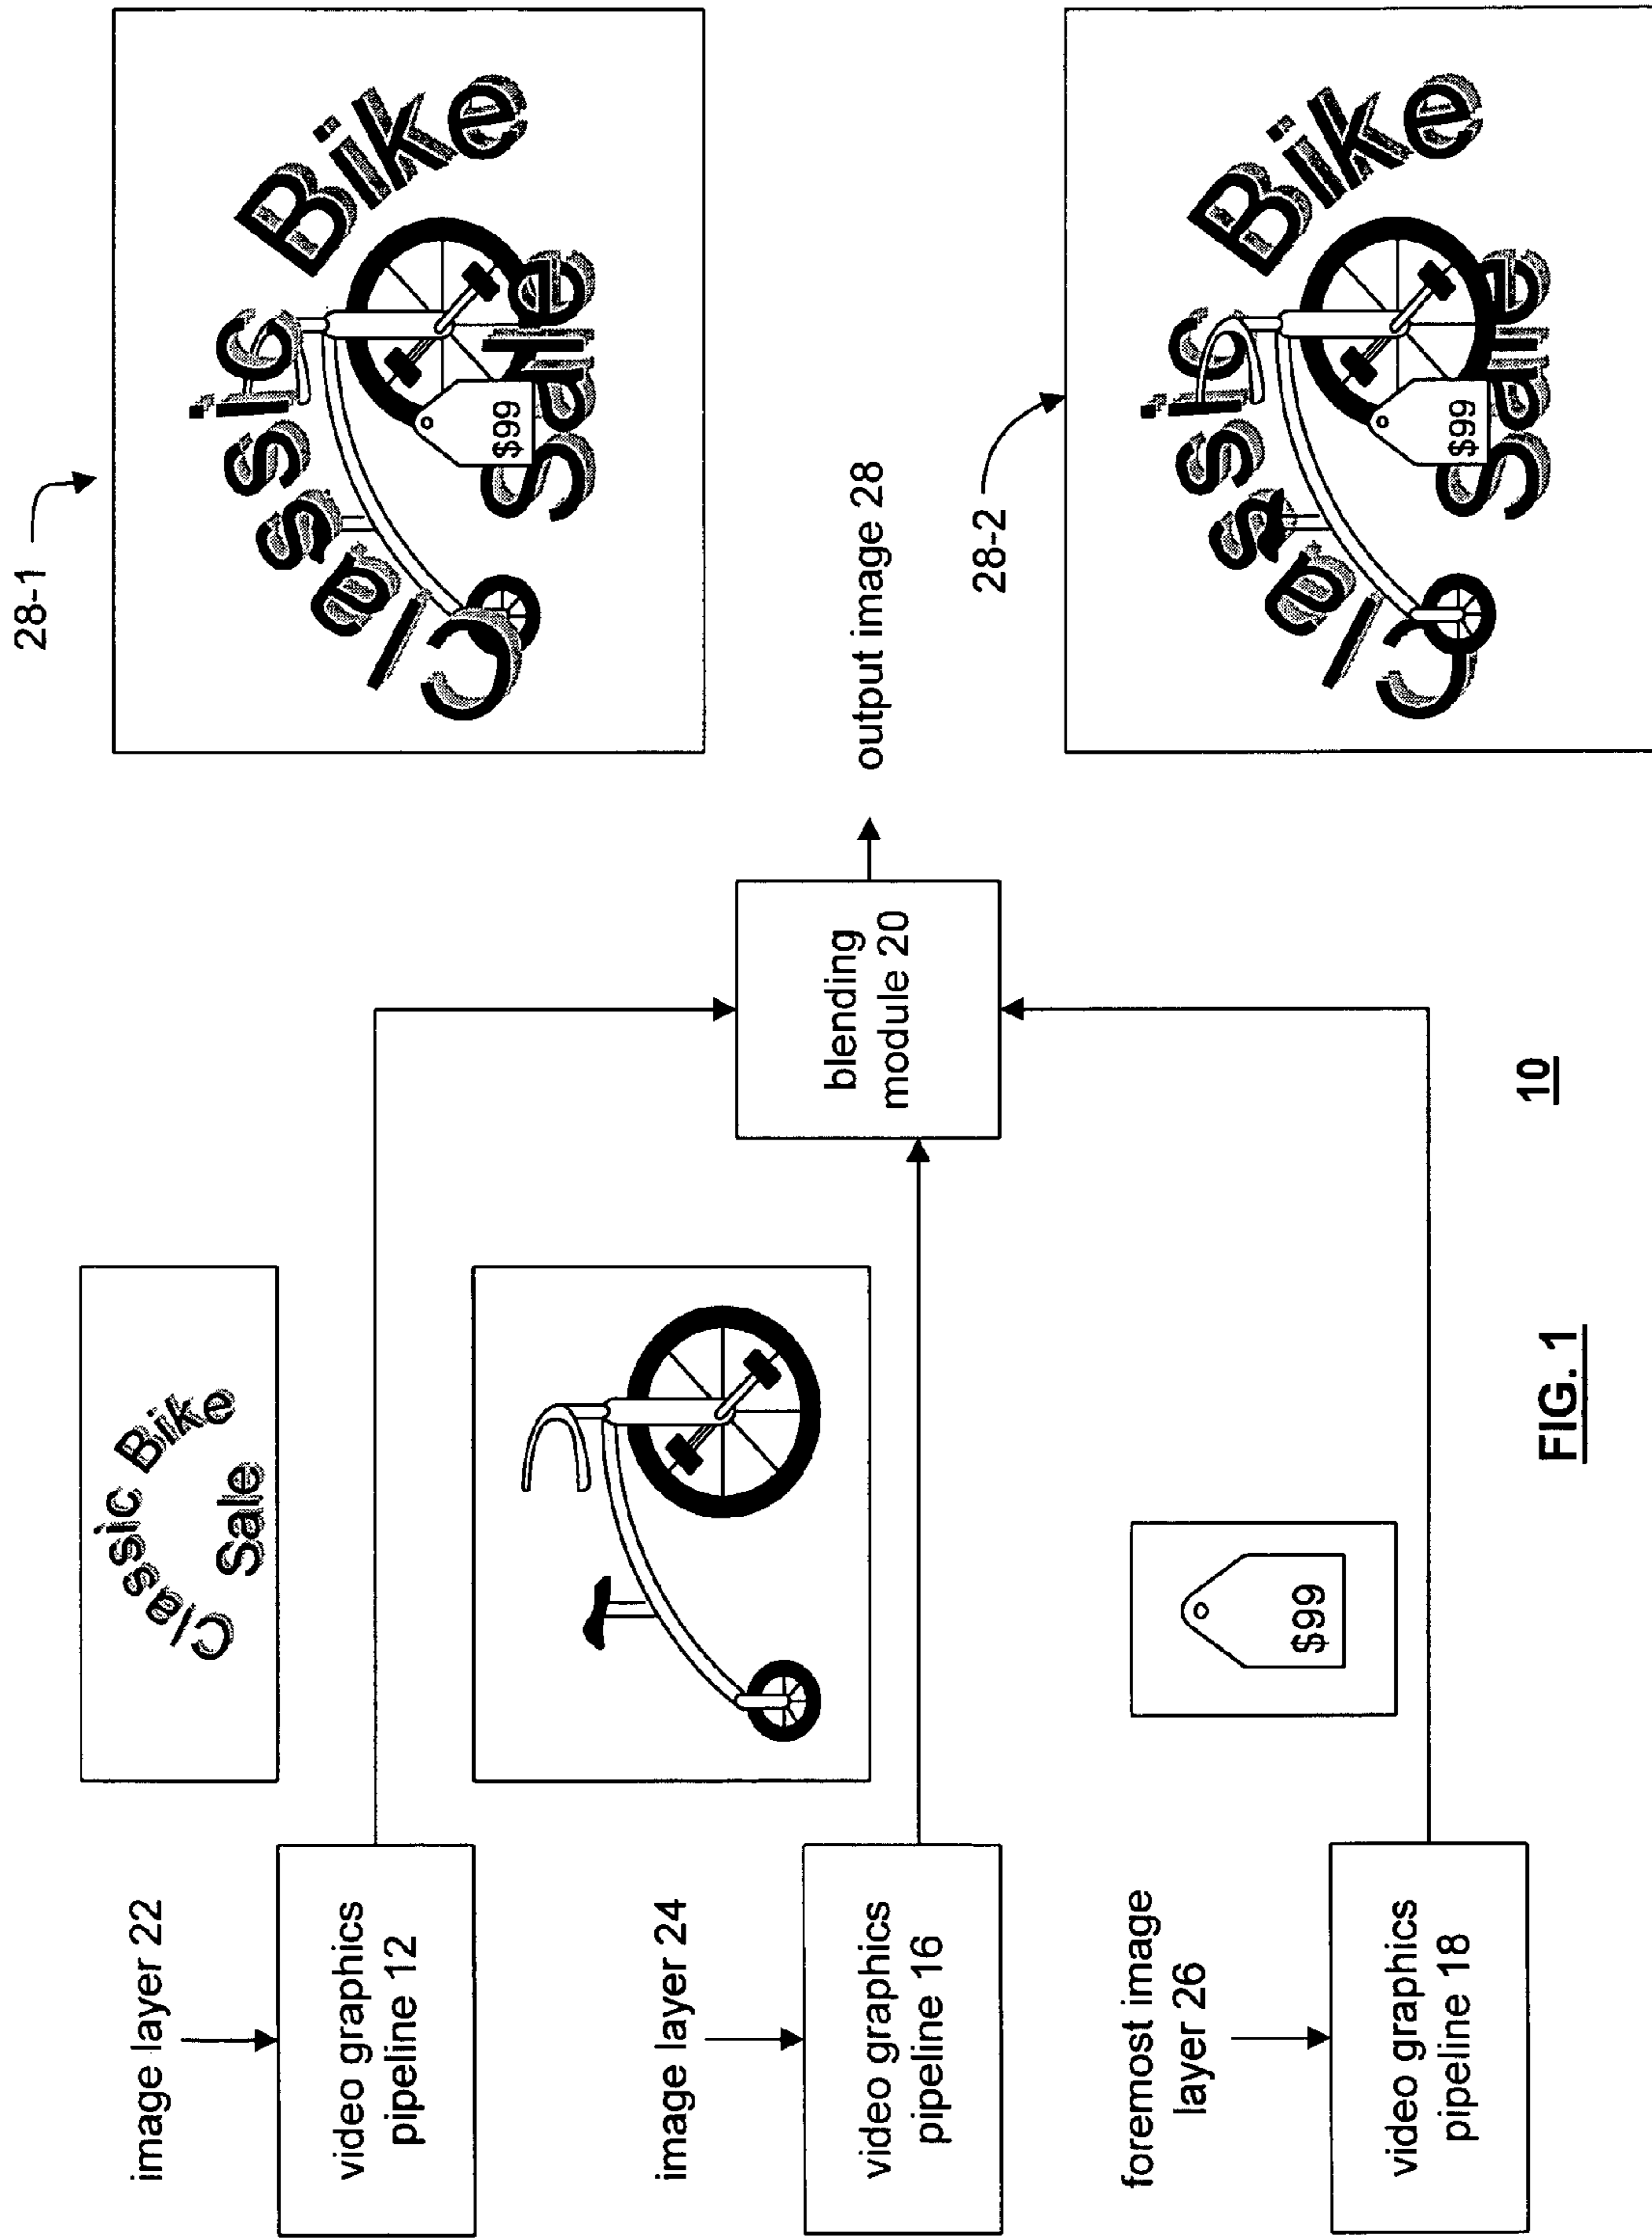 image layer 22
video graphics
pipeline 12
Classic Bike
Sale
image layer 24
video graphics
pipeline 16
foremost image
layer 26
video graphics
pipeline 18
$99
blending
module 20
output image 28
28-1
Classic Bike
Sale
$99
28-2
Classic Bike
Sale
$99
10
FIG. 1